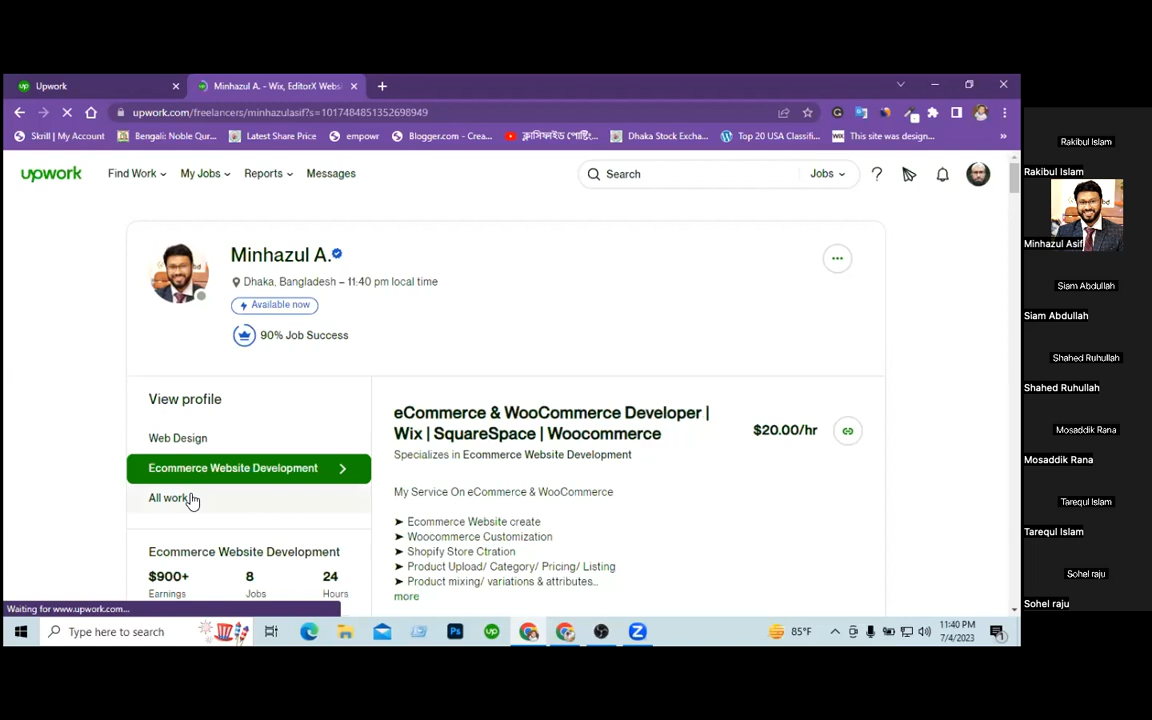 Upwork
Minhazul A. - Wix, EditorX Webs
upwork.com/freelancers/minhazulasif?s=1017484851352698949
Skrill | My Account
Bengali: Noble Qur...
Latest Share Price
empowr
Blogger.com - Crea...
ক্লাসিফাইড পোস্টিং...
Dhaka Stock Excha...
Top 20 USA Classifi...
WIX
This site was design...
»
upwork
Find Work
My Jobs
Reports
Messages
Search
Jobs
?
Minhazul A.
Dhaka, Bangladesh – 11:40 pm local time
Available now
90% Job Success
View profile
Web Design
Ecommerce Website Development
All work
Ecommerce Website Development
$900+
8
24
Earnings
Jobs
Hours
eCommerce & WooCommerce Developer |
Wix | SquareSpace | Woocommerce
$20.00/hr
Specializes in Ecommerce Website Development
My Service On eCommerce & WooCommerce
➤ Ecommerce Website create
➤ Woocommerce Customization
➤ Shopify Store Ctration
➤ Product Upload/ Category/ Pricing/ Listing
➤ Product mixing/ variations & attributes...
more
Waiting for www.upwork.com...
Type here to search
Ps
up
85°F
11:40 PM
7/4/2023
1
Rakibul Islam
Rakibul Islam
Minhazul Asif
Siam Abdullah
Siam Abdullah
Shahed Ruhullah
Shahed Ruhullah
Mosaddik Rana
Mosaddik Rana
Tarequl Islam
Tarequl Islam
Sohel raju
Sohel raju